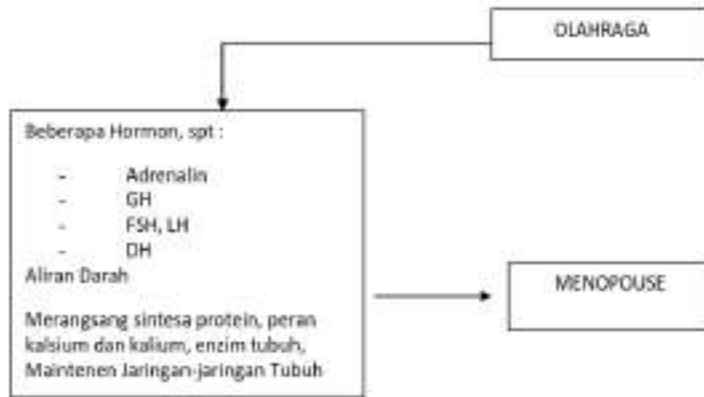 OLAHRAGA
Beberapa Hormon, spt :
- Adrenalin
- GH
- FSH, LH
- DH
Aliran Darah
Merangsang sintesa protein, peran
kalsium dan kalium, enzim tubuh,
Maintenen Jaringan-jaringan Tubuh
MENOPOUSE